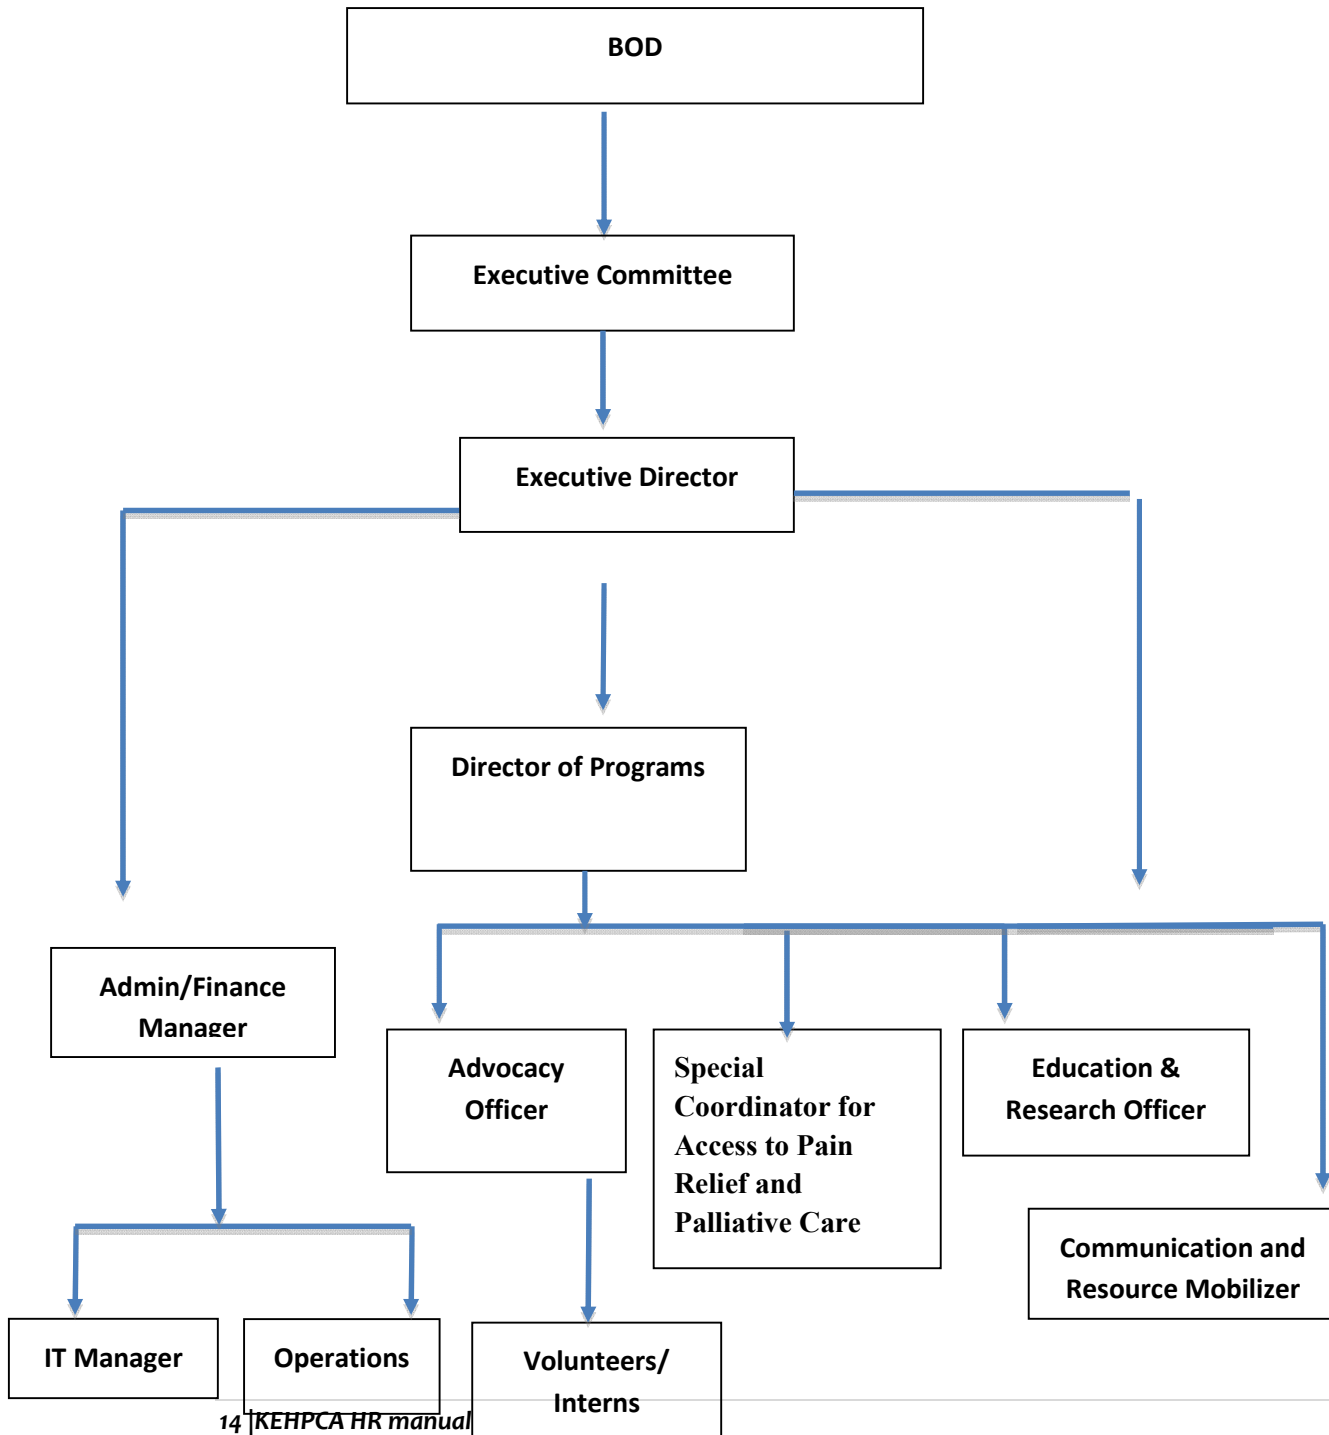 BOD
Executive Committee
Executive Director
Director of Programs
Admin/Finance
Manager
Advocacy
Officer
Special
Coordinator for
Access to Pain
Relief and
Palliative Care
Education &
Research Officer
Communication and
Resource Mobilizer
IT Manager
Operations
Volunteers/
Interns
14 |KEHPCA HR manual